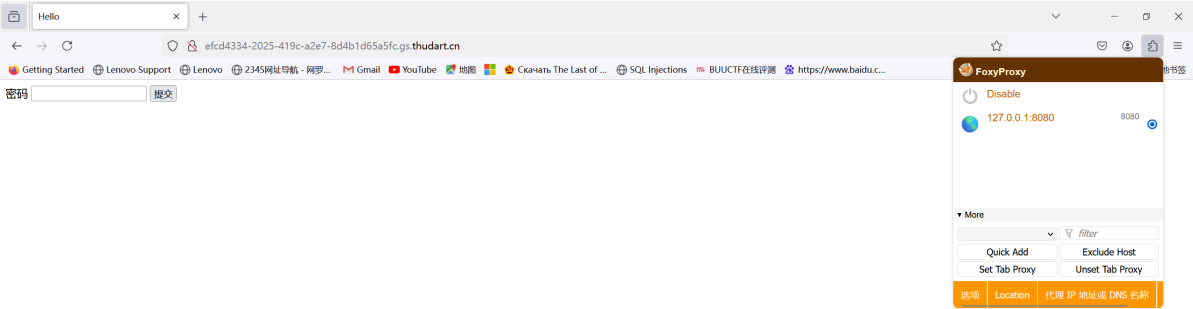 Hello
efcd4334-2025-419c-a2e7-8d4b1d65a5fc.gs.thudart.cn
Getting Started Lenovo Support Lenovo 2345网址导航 - 网罗... Gmail YouTube 地图 Скачать The Last of ... SQL Injections BUUCTF在线评测 https://www.baidu.c... 地书签
密码 提交
FoxyProxy
Disable
127.0.0.1:8080 8080
More
filter
Quick Add Exclude Host
Set Tab Proxy Unset Tab Proxy
选项 Location 代理 IP 地址或 DNS 名称